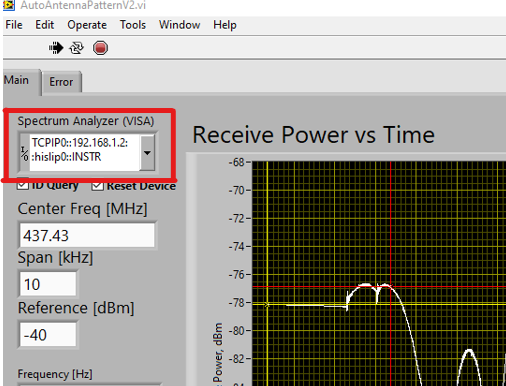 AutoAntennaPatternV2.vi
File Edit Operate Tools Window Help
Main Error
Spectrum Analyzer (VISA)
TCPIP0::192.168.1.2:
:hislip0::INSTR
ID Query Reset Device
Center Freq [MHz]
437.43
Span [kHz]
10
Reference [dBm]
-40
Frequency [Hz]
Receive Power vs Time
-68
-70
-72
-74
-76
-78
-80
-82
Power, dBm